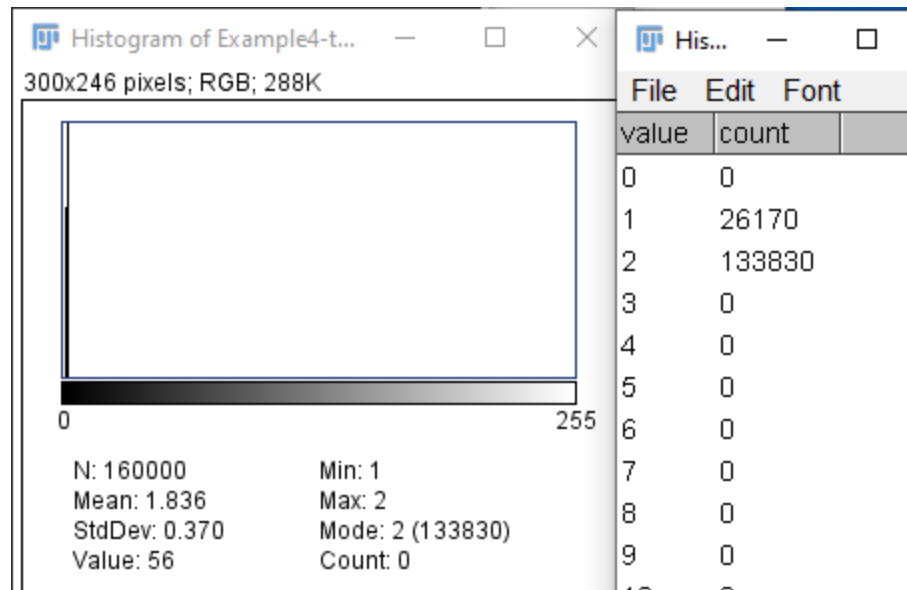 Histogram of Example4-t...
300x246 pixels; RGB; 288K
0 255
N: 160000 Min: 1
Mean: 1.836 Max: 2
StdDev: 0.370 Mode: 2 (133830)
Value: 56 Count: 0
His...
File Edit Font
value count
0 0
1 26170
2 133830
3 0
4 0
5 0
6 0
7 0
8 0
9 0